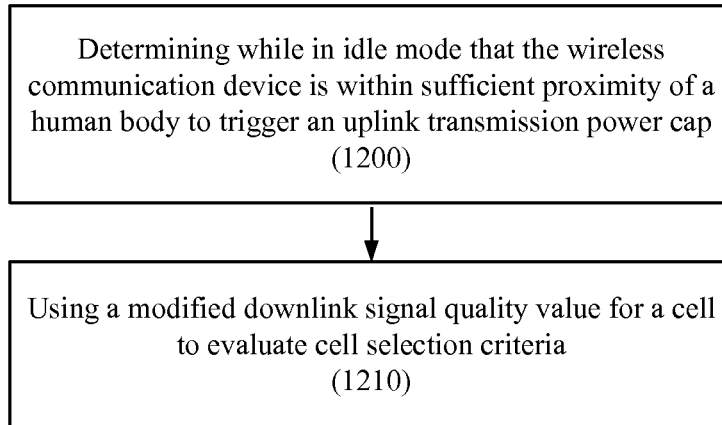 Determining while in idle mode that the wireless
communication device is within sufficient proximity of a
human body to trigger an uplink transmission power cap
(1200)
Using a modified downlink signal quality value for a cell
to evaluate cell selection criteria
(1210)